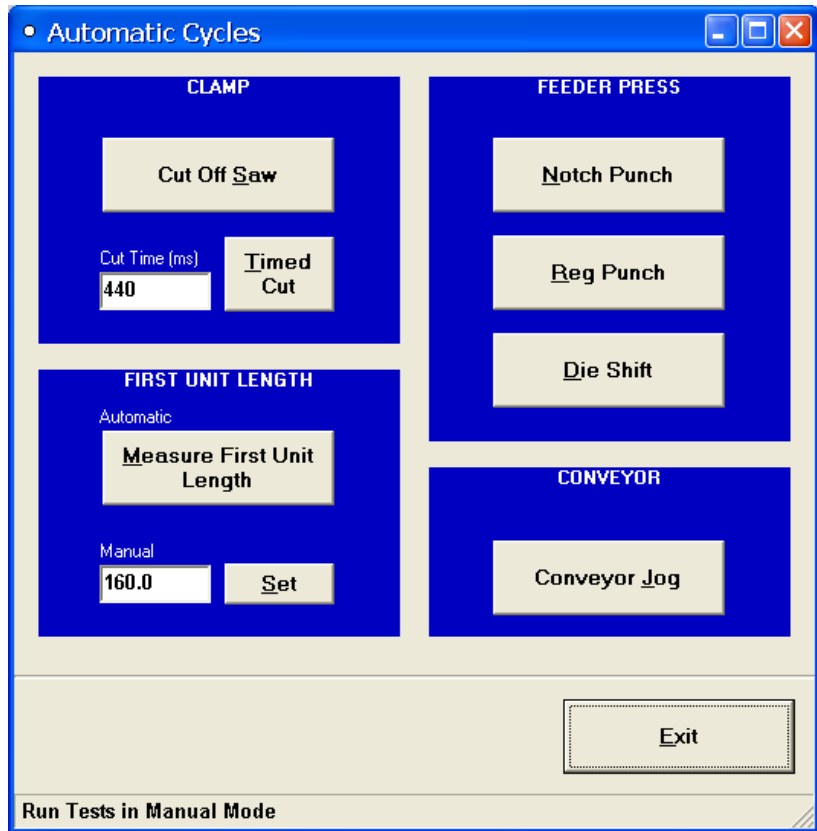 Automatic Cycles
CLAMP
Cut Off Saw
Cut Time (ms)
440
Timed
Cut
FIRST UNIT LENGTH
Automatic
Measure First Unit
Length
Manual
160.0
Set
FEEDER PRESS
Notch Punch
Reg Punch
Die Shift
CONVEYOR
Conveyor Jog
Exit
Run Tests in Manual Mode